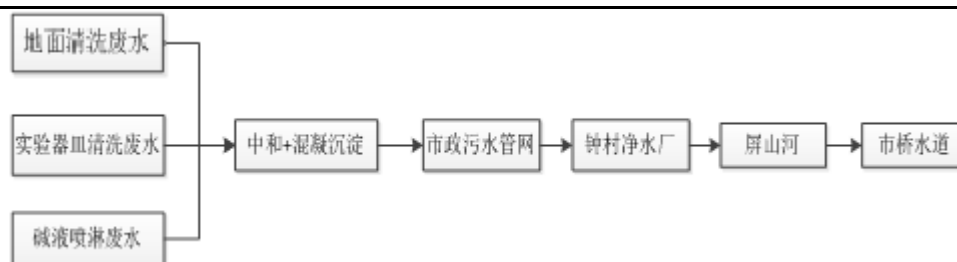 地面清洗废水
实验器皿清洗废水
碱液喷淋废水
中和+混凝沉淀
市政污水管网
钟村净水厂
屏山河
市桥水道